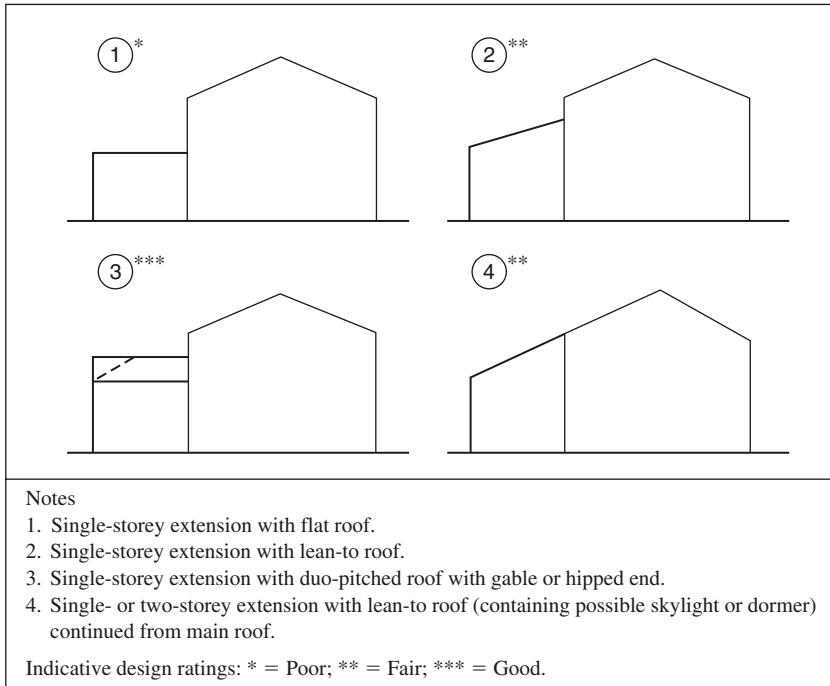 1 * 2 **
3 *** 4 **
Notes
1. Single-storey extension with flat roof.
2. Single-storey extension with lean-to roof.
3. Single-storey extension with duo-pitched roof with gable or hipped end.
4. Single- or two-storey extension with lean-to roof (containing possible skylight or dormer)
continued from main roof.
Indicative design ratings: * = Poor; ** = Fair; *** = Good.